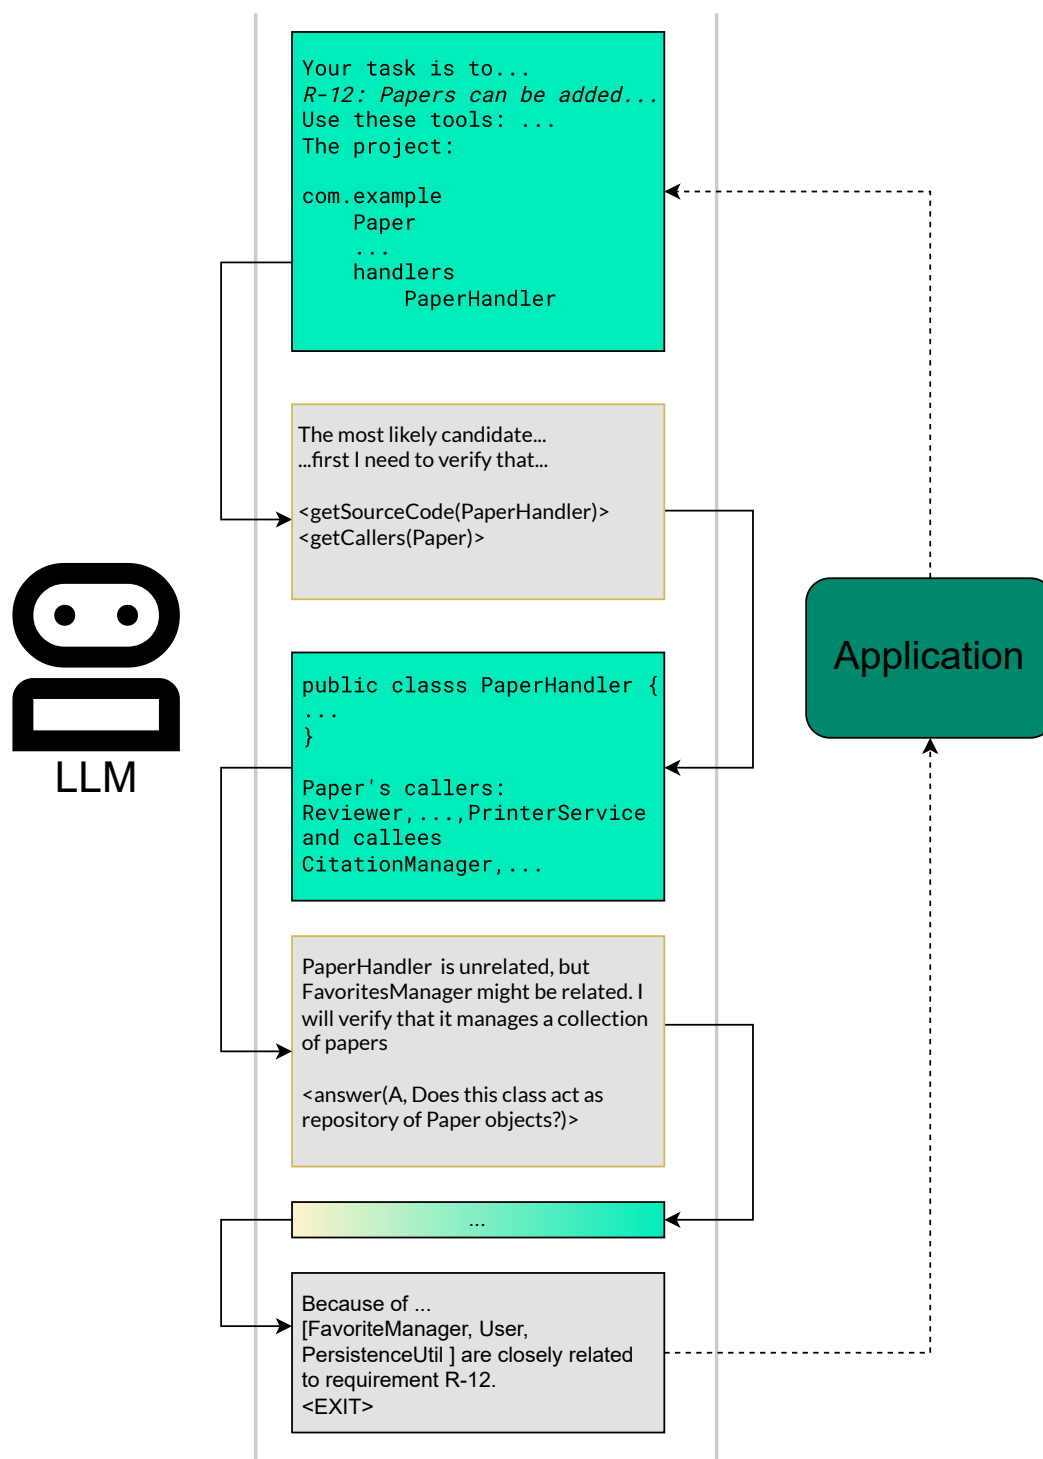 Your task is to...
R-12: Papers can be added...
Use these tools: ...
The project:
com.example
Paper
...
handlers
PaperHandler
The most likely candidate...
...first I need to verify that...
<getSourceCode(PaperHandler)>
<getCallers(Paper)>
LLM
Application
public classs PaperHandler {
...
}
Paper's callers:
Reviewer,...,PrinterService
and callees
CitationManager,...
PaperHandler is unrelated, but
FavoritesManager might be related. I
will verify that it manages a collection
of papers
<answer(A, Does this class act as
repository of Paper objects?)>
...
Because of ...
[FavoriteManager, User,
PersistenceUtil ] are closely related
to requirement R-12.
<EXIT>